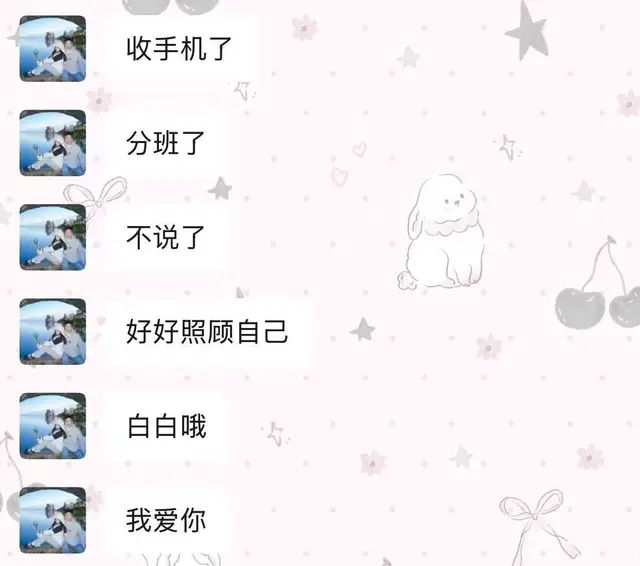 收手机了
分班了
不说了
好好照顾自己
白白哦
我爱你